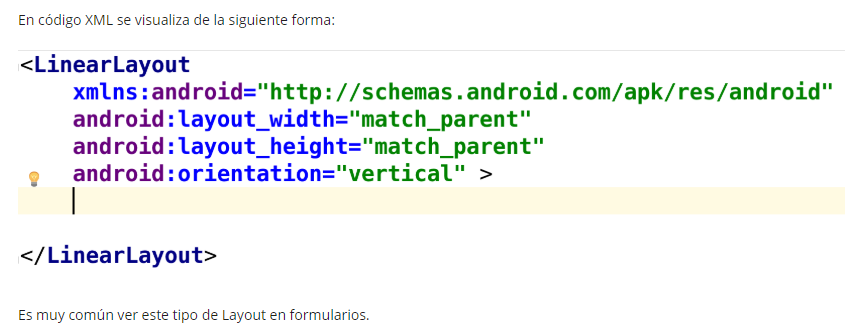 En código XML se visualiza de la siguiente forma:
<LinearLayout
xmlns:android="http://schemas.android.com/apk/res/android"
android:layout_width="match_parent"
android:layout_height="match_parent"
android:orientation="vertical" >
</LinearLayout>
Es muy común ver este tipo de Layout en formularios.